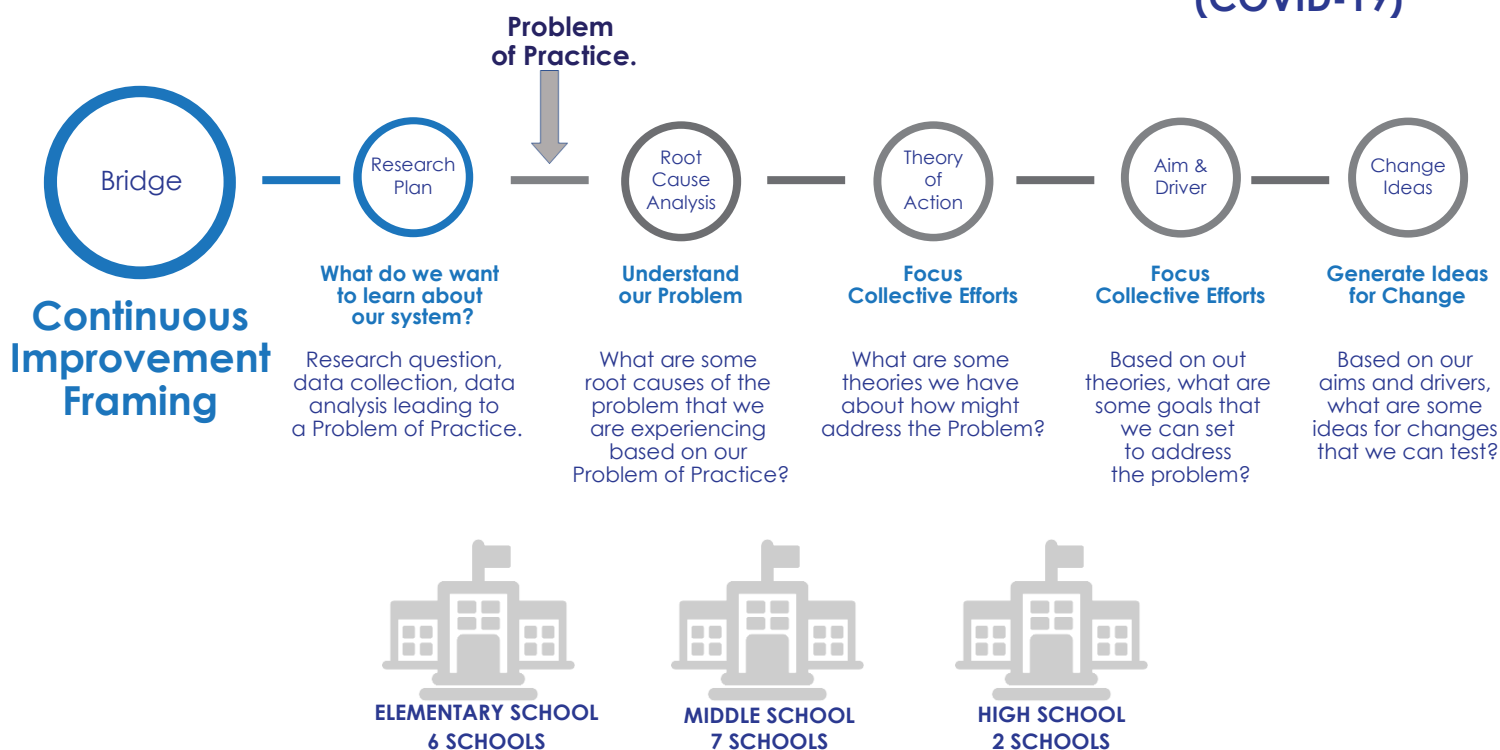 (COVID-19)
Problem
of Practice.
Bridge
Research
Plan
Root
Cause
Analysis
Theory
of
Action
Aim &
Driver
Change
Ideas
Continuous
Improvement
Framing
What do we want
to learn about
our system?
Research question,
data collection, data
analysis leading to
a Problem of Practice.
Understand
our Problem
What are some
root causes of the
problem that we
are experiencing
based on our
Problem of Practice?
Focus
Collective Efforts
What are some
theories we have
about how might
address the Problem?
Focus
Collective Efforts
Based on out
theories, what are
some goals that
we can set
to address
the problem?
Generate Ideas
for Change
Based on our
aims and drivers,
what are some
ideas for changes
that we can test?
ELEMENTARY SCHOOL
6 SCHOOLS
MIDDLE SCHOOL
7 SCHOOLS
HIGH SCHOOL
2 SCHOOLS